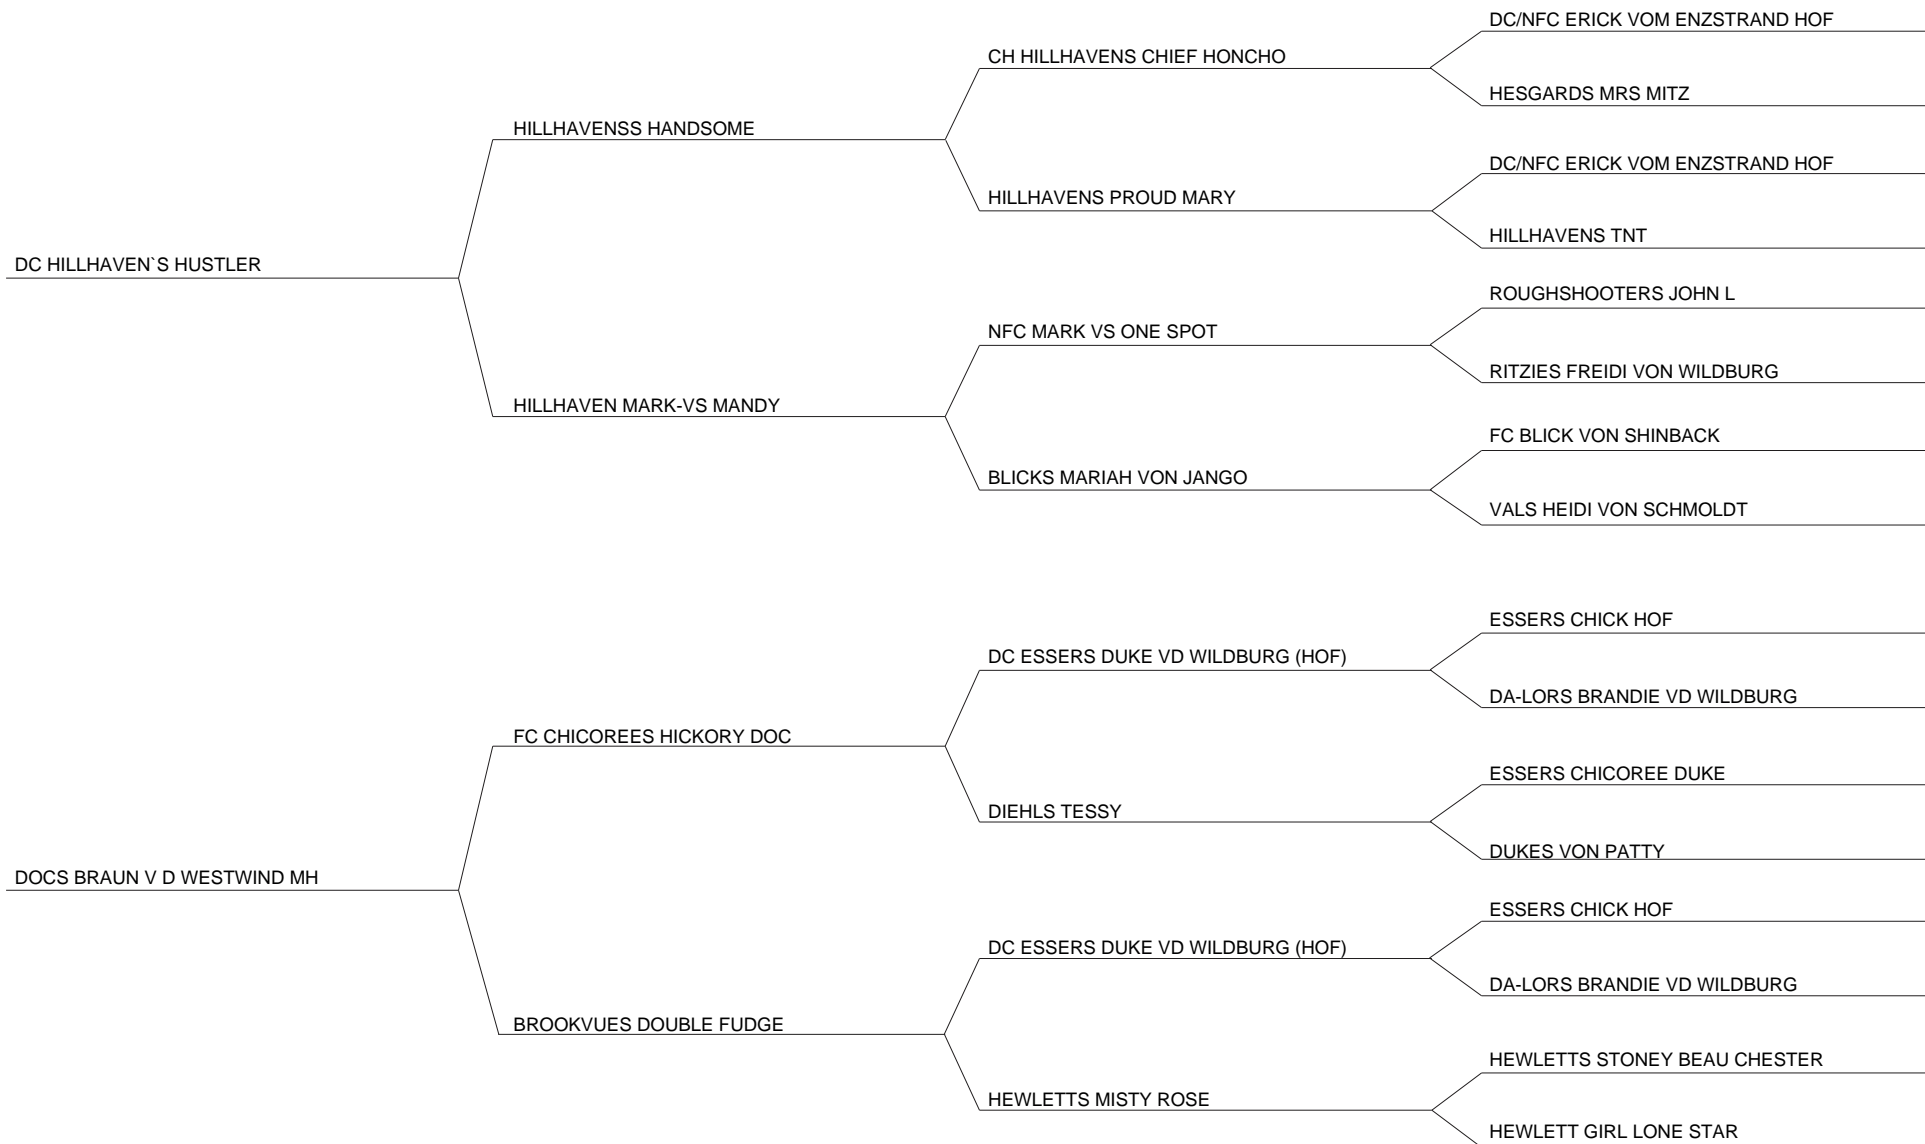 DC/NFC ERICK VOM ENZSTRAND HOF
CH HILLHAVENS CHIEF HONCHO
HESGARDS MRS MITZ
HILLHAVENSS HANDSOME
DC/NFC ERICK VOM ENZSTRAND HOF
HILLHAVENS PROUD MARY
HILLHAVENS TNT
DC HILLHAVEN`S HUSTLER
ROUGHSHOOTERS JOHN L
NFC MARK VS ONE SPOT
RITZIES FREIDI VON WILDBURG
HILLHAVEN MARK-VS MANDY
FC BLICK VON SHINBACK
BLICKS MARIAH VON JANGO
VALS HEIDI VON SCHMOLDT
ESSERS CHICK HOF
DC ESSERS DUKE VD WILDBURG (HOF)
DA-LORS BRANDIE VD WILDBURG
FC CHICOREES HICKORY DOC
ESSERS CHICOREE DUKE
DIEHLS TESSY
DUKES VON PATTY
DOCS BRAUN V D WESTWIND MH
ESSERS CHICK HOF
DC ESSERS DUKE VD WILDBURG (HOF)
DA-LORS BRANDIE VD WILDBURG
BROOKVUES DOUBLE FUDGE
HEWLETTS STONEY BEAU CHESTER
HEWLETTS MISTY ROSE
HEWLETT GIRL LONE STAR